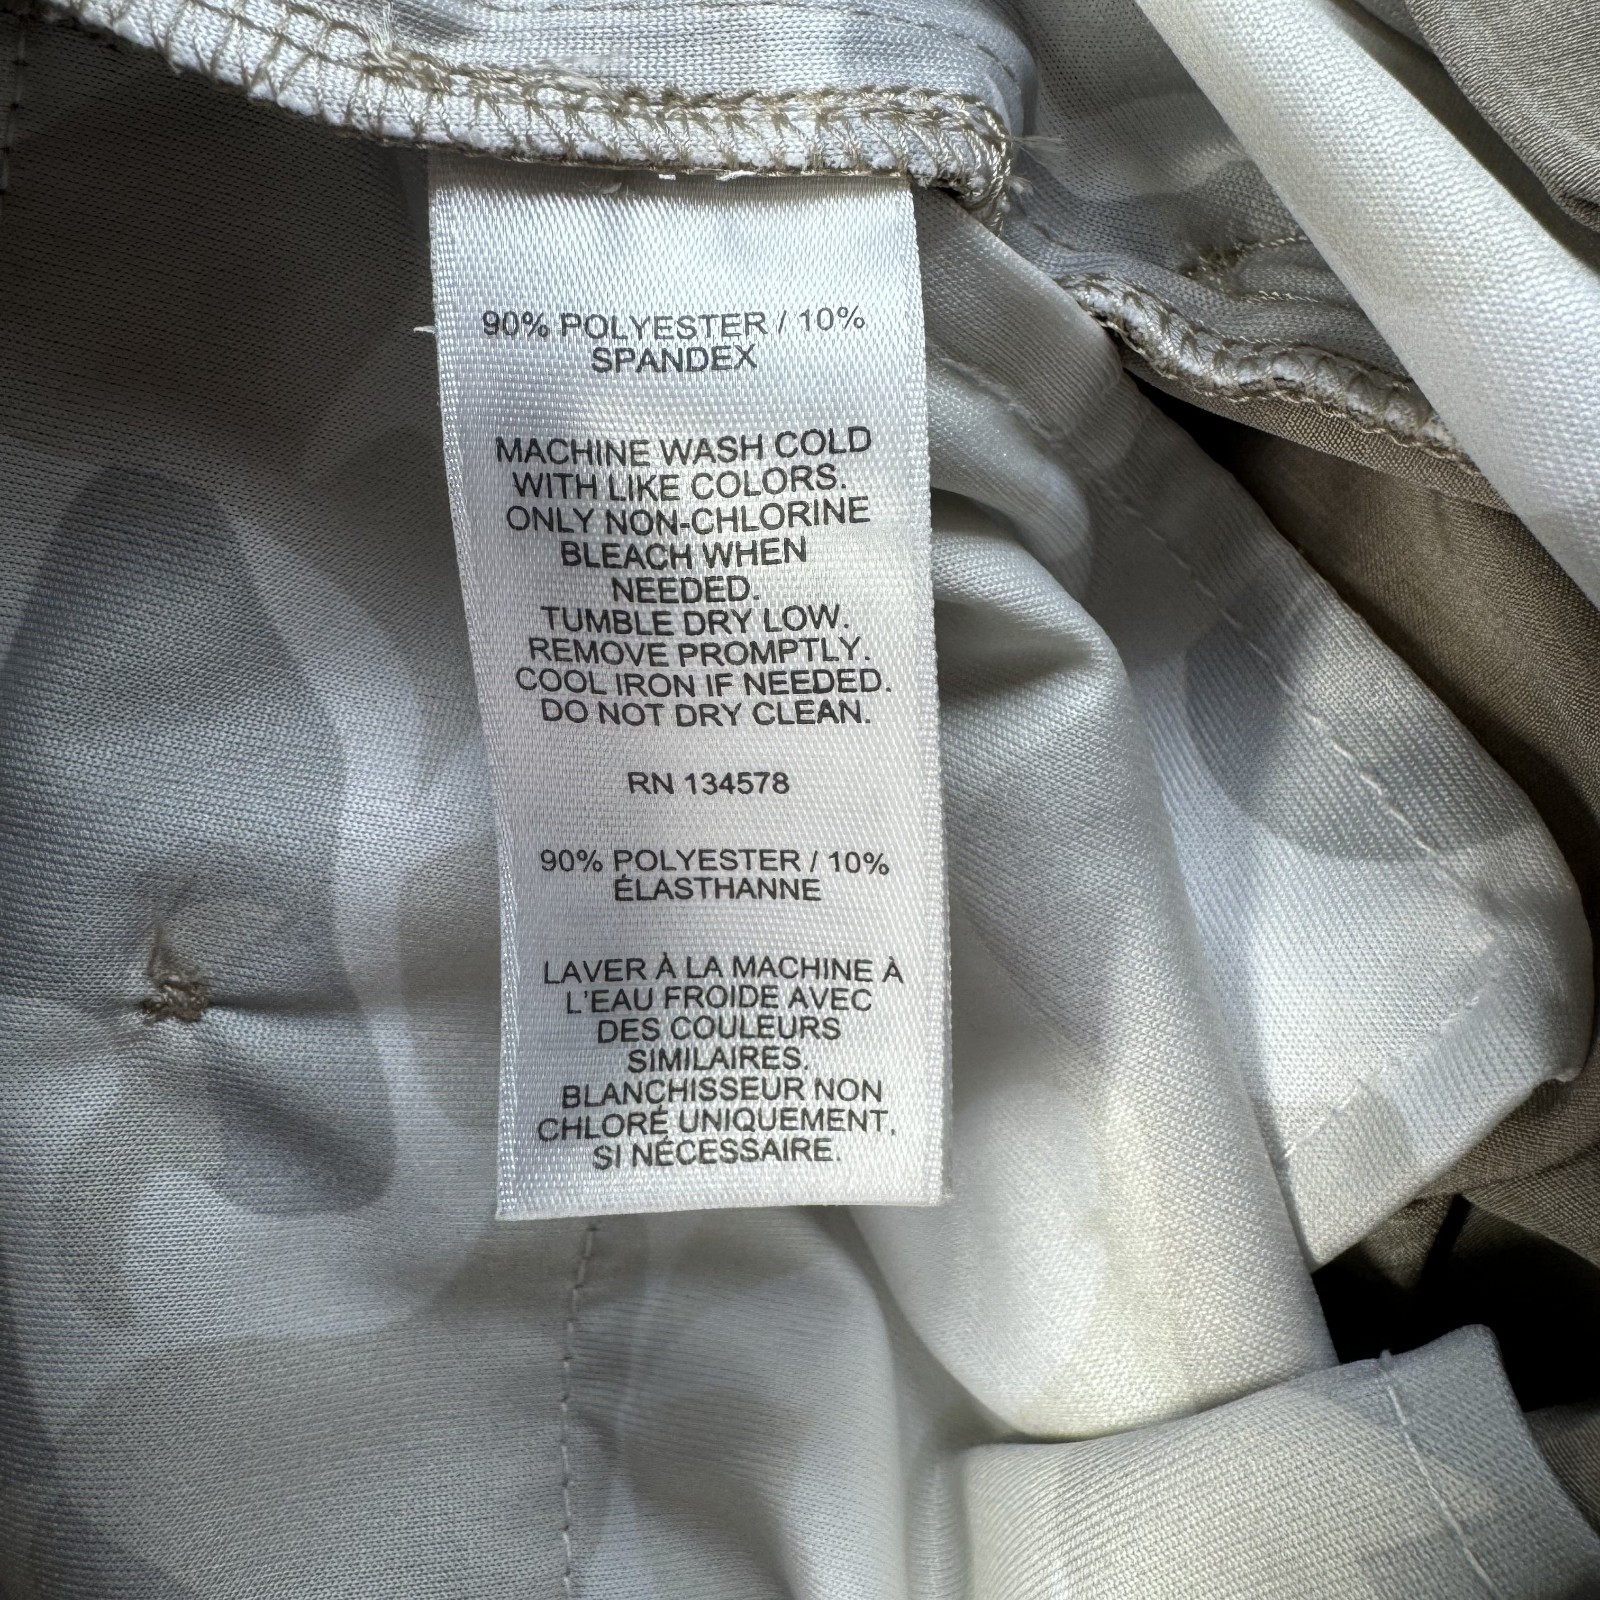 90% POLYESTER / 10%
SPANDEX
MACHINE WASH COLD
WITH LIKE COLORS.
ONLY NON-CHLORINE
BLEACH WHEN
NEEDED.
TUMBLE DRY LOW.
REMOVE PROMPTLY.
COOL IRON IF NEEDED.
DO NOT DRY CLEAN.
RN 134578
90% POLYESTER / 10%
ÉLASTHANNE
LAVER À LA MACHINE À
L'EAU FROIDE AVEC
DES COULEURS
SIMILAIRES.
BLANCHISSEUR NON
CHLORÉ UNIQUEMENT,
SI NÉCESSAIRE.